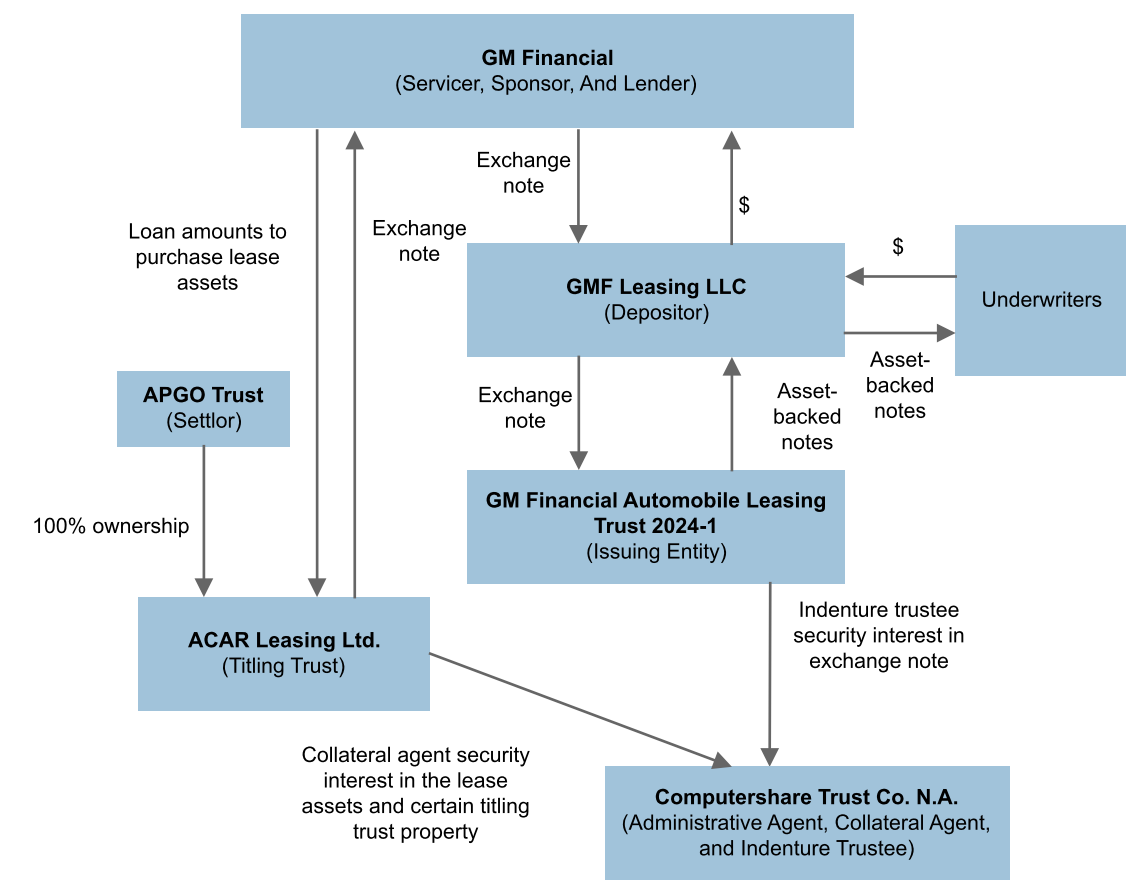 GM Financial
(Servicer, Sponsor, And Lender)
Exchange
note
$
Loan amounts to
purchase lease
assets
Exchange
note
$
GMF Leasing LLC
(Depositor)
Underwriters
Asset-
backed
notes
APGO Trust
(Settlor)
Exchange
note
Asset-
backed
notes
100% ownership
GM Financial Automobile Leasing
Trust 2024-1
(Issuing Entity)
ACAR Leasing Ltd.
(Titling Trust)
Indenture trustee
security interest in
exchange note
Collateral agent security
interest in the lease
assets and certain titling
trust property
Computershare Trust Co. N.A.
(Administrative Agent, Collateral Agent,
and Indenture Trustee)